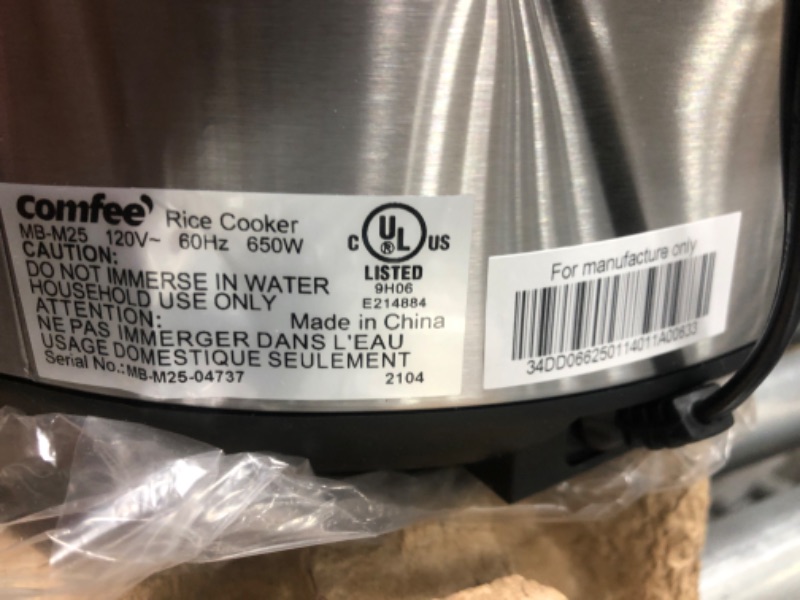 comfee' Rice Cooker
MB-M25 120V~ 60Hz 650W
CAUTION:
DO NOT IMMERSE IN WATER
HOUSEHOLD USE ONLY
ATTENTION:
NE PAS IMMERGER DANS L'EAU
USAGE DOMESTIQUE SEULEMENT
Serial No.:MB-M25-04737
C UL ® US
LISTED
9H06
E214884
Made in China
2104
For manufacture only
34DD066250114011A00633